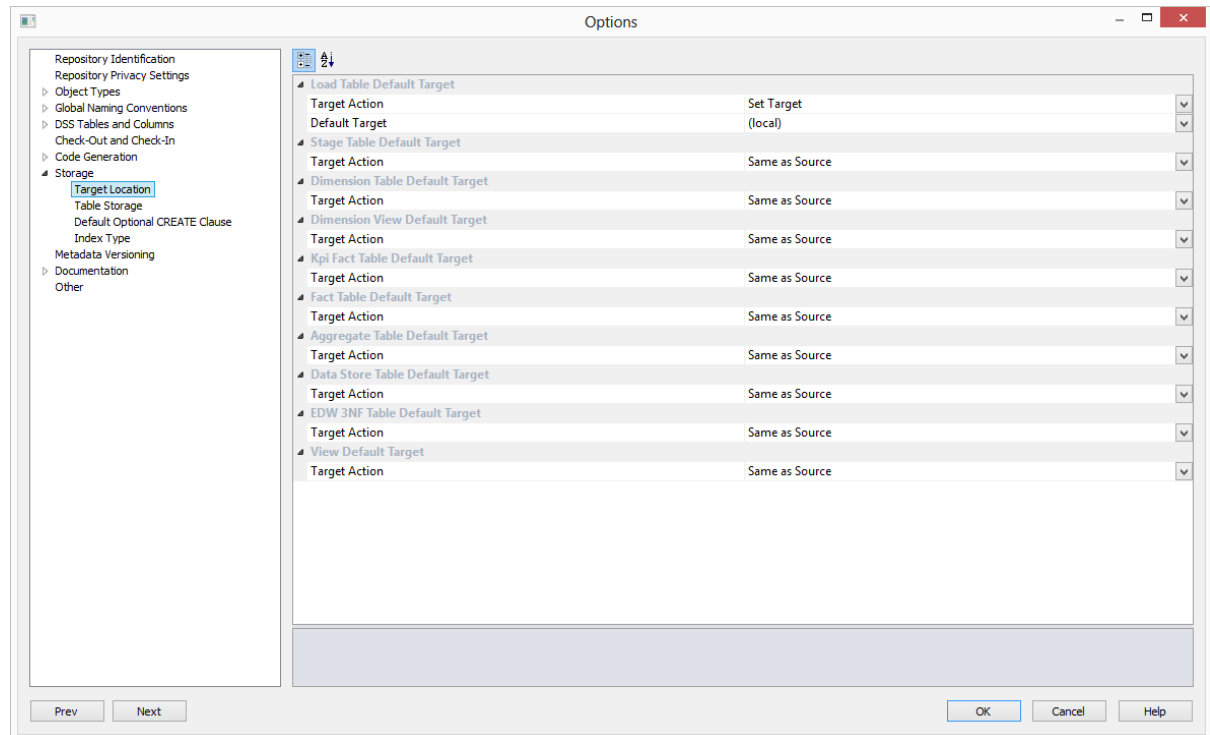 Options
Repository Identification
Repository Privacy Settings
Object Types
Global Naming Conventions
DSS Tables and Columns
Check-Out and Check-In
Code Generation
Storage
Target Location
Table Storage
Default Optional CREATE Clause
Index Type
Metadata Versioning
Documentation
Other
Load Table Default Target
Target Action Set Target
Default Target (local)
Stage Table Default Target
Target Action Same as Source
Dimension Table Default Target
Target Action Same as Source
Dimension View Default Target
Target Action Same as Source
Kpi Fact Table Default Target
Target Action Same as Source
Fact Table Default Target
Target Action Same as Source
Aggregate Table Default Target
Target Action Same as Source
Data Store Table Default Target
Target Action Same as Source
EDW 3NF Table Default Target
Target Action Same as Source
View Default Target
Target Action Same as Source
Prev Next OK Cancel Help